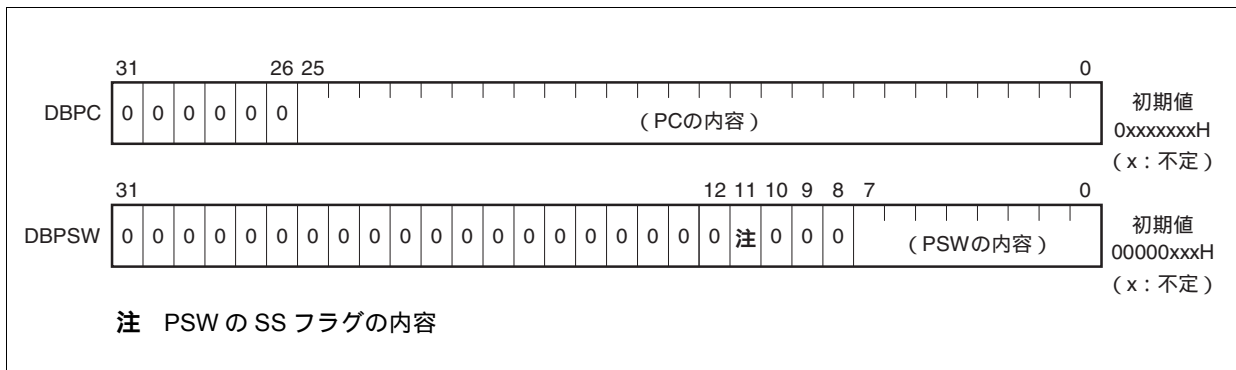 31 26 25 0
DBPC 0 0 0 0 0 0 (PCの内容) 初期値
0xxxxxxxH
(x:不定)
31 12 11 10 9 8 7 0
DBPSW 0 0 0 0 0 0 0 0 0 0 0 0 0 0 0 0 0 0 0 0 注 0 0 0 (PSWの内容) 初期値
00000xxxH
(x:不定)
注 PSW の SS フラグの内容